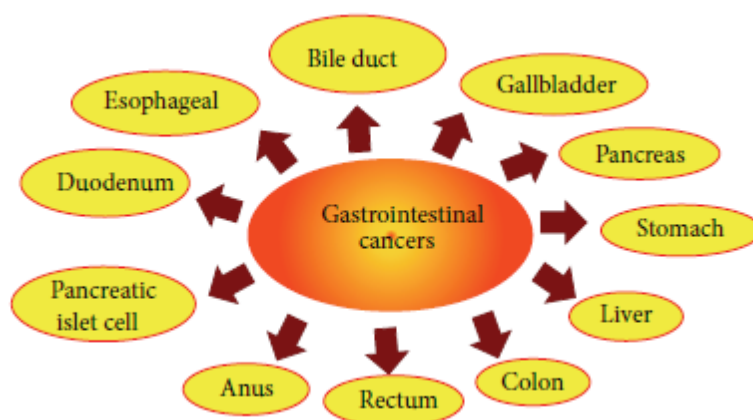 Bile duct
Gallbladder
Esophageal
Pancreas
Duodenum
Gastrointestinal
cancers
Stomach
Pancreatic
islet cell
Liver
Anus
Rectum
Colon